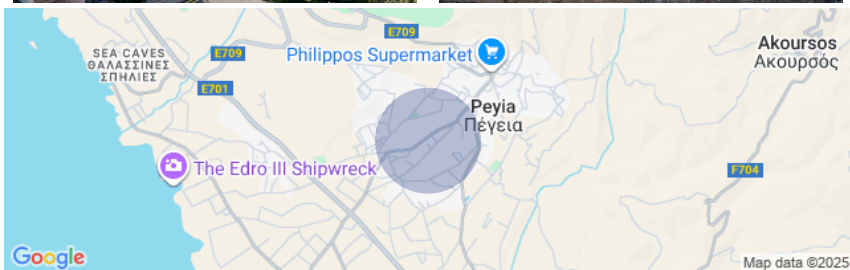 E709
SEA CAVES
ΘΑΛΑΣΣΙΝΕΣ
ΣΠΗΛΙΕΣ
E709
Philippos Supermarket
Akoursos
Ακουρσός
E701
Peyia
Πέγεια
The Edro III Shipwreck
F704
Google
Map data ©2025